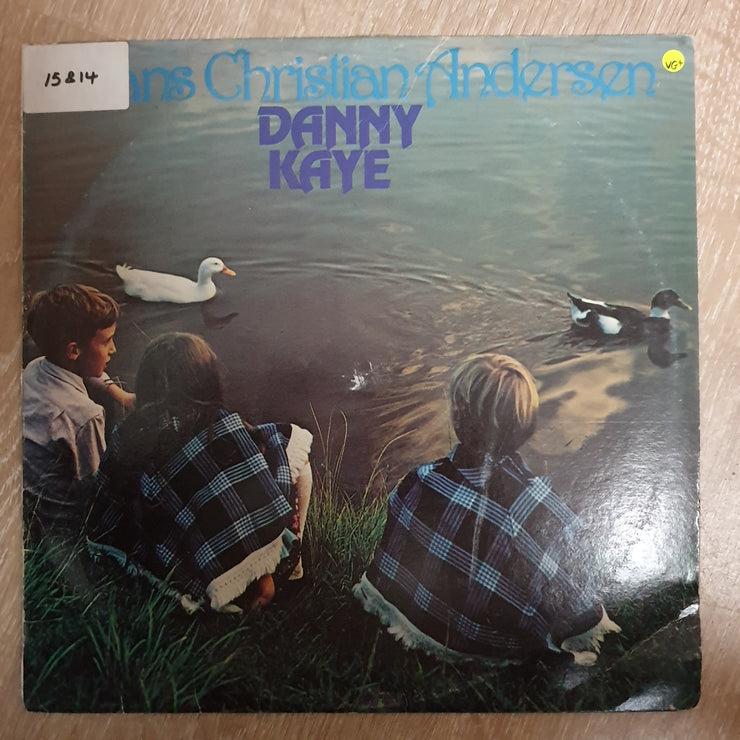 15814
ans Christian Andersen
VG+
DANNY
KAYE